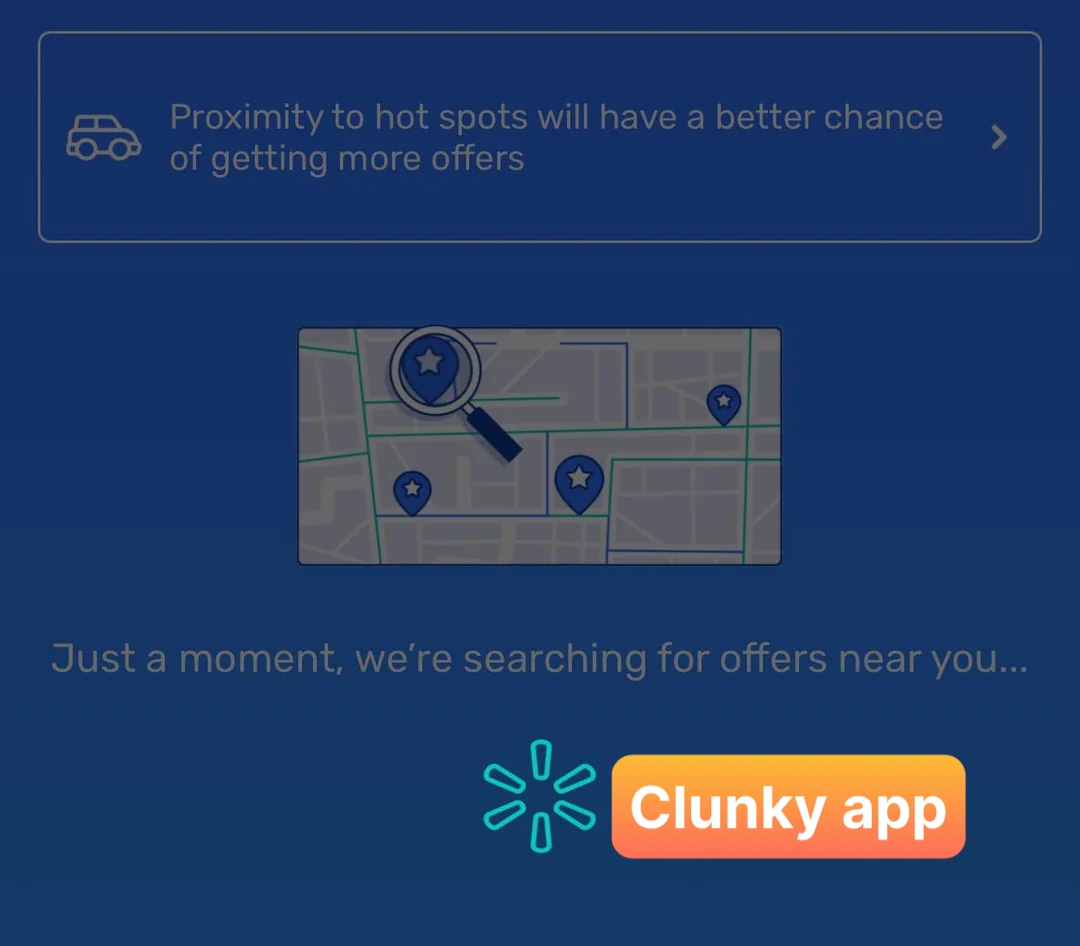 Proximity to hot spots will have a better chance
of getting more offers
Just a moment, we’re searching for offers near you...
Clunky app